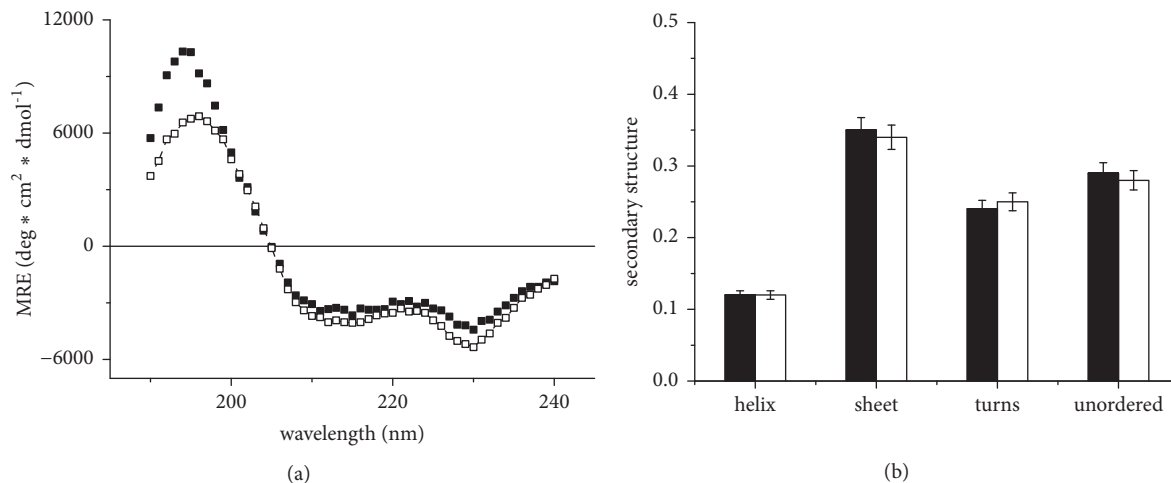 12000
6000
0
−6000
MRE (deg ∗ cm² ∗ dmol⁻¹)
200
220
240
wavelength (nm)
(a)
0.5
0.4
0.3
0.2
0.1
0.0
secondary structure
helix
sheet
turns
unordered
(b)